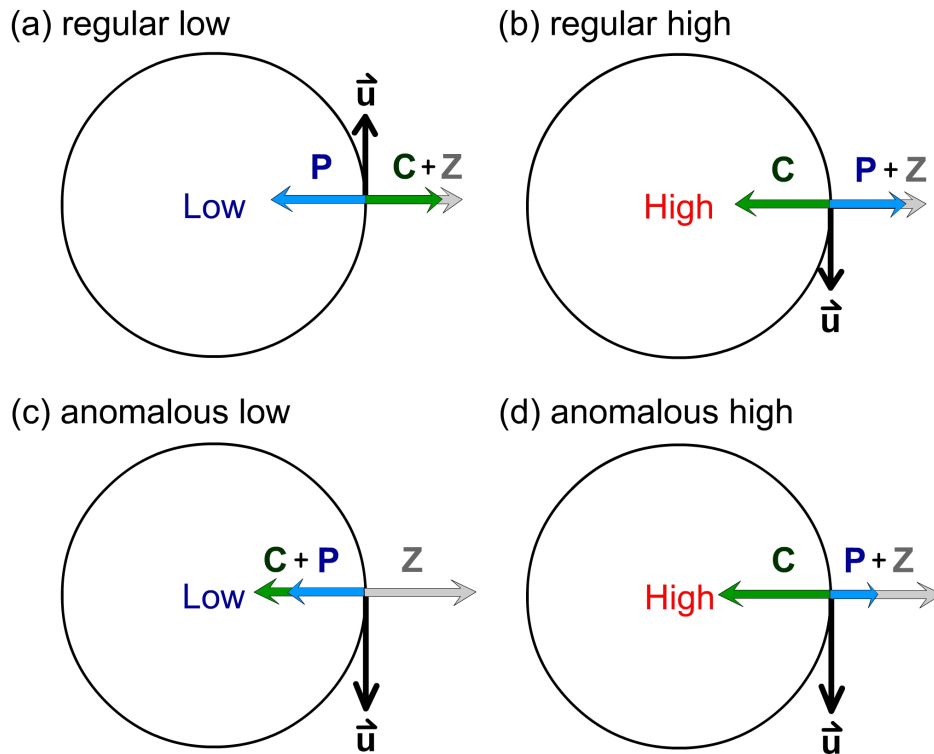 (a) regular low
(b) regular high
u
P
C + Z
Low
C
P + Z
High
u
(c) anomalous low
(d) anomalous high
C + P
Z
Low
u
C
P + Z
High
u